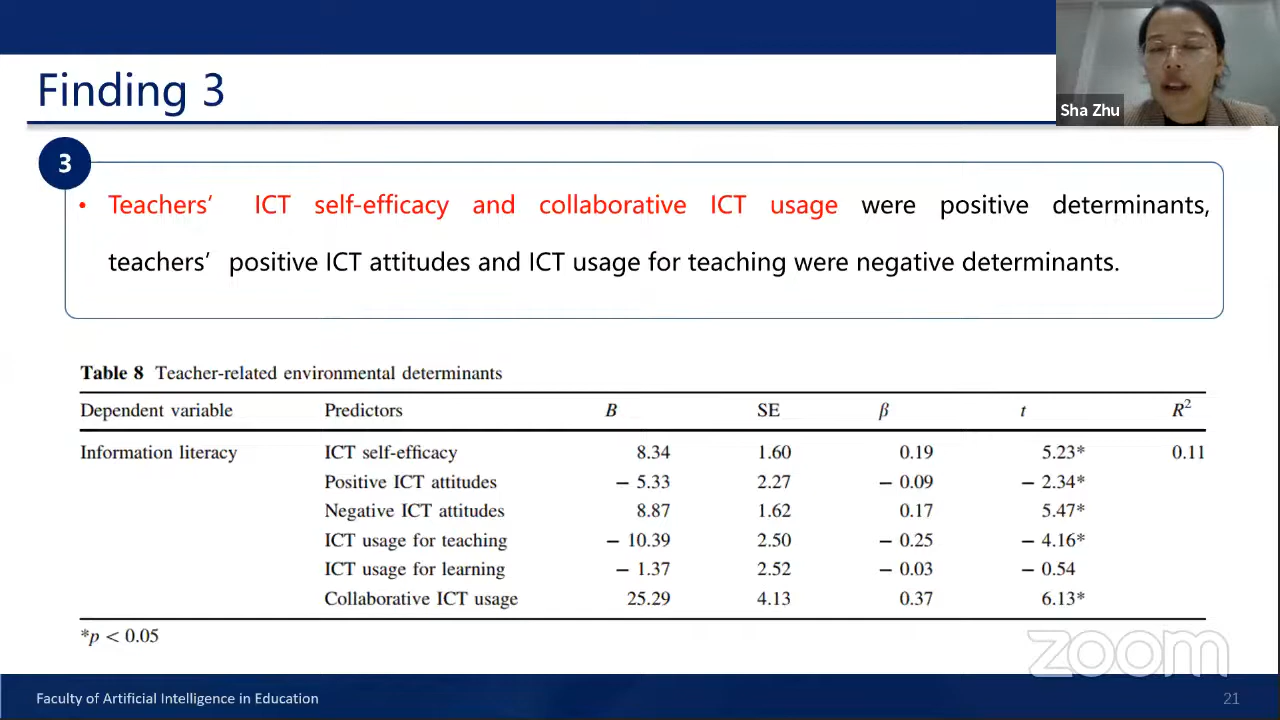 Finding 3
Sha Zhu
3
• Teachers’ ICT self-efficacy and collaborative ICT usage were positive determinants,
teachers’ positive ICT attitudes and ICT usage for teaching were negative determinants.
Table 8 Teacher-related environmental determinants
Dependent variable Predictors B SE β t R²
Information literacy ICT self-efficacy 8.34 1.60 0.19 5.23* 0.11
Positive ICT attitudes − 5.33 2.27 − 0.09 − 2.34*
Negative ICT attitudes 8.87 1.62 0.17 5.47*
ICT usage for teaching − 10.39 2.50 − 0.25 − 4.16*
ICT usage for learning − 1.37 2.52 − 0.03 − 0.54
Collaborative ICT usage 25.29 4.13 0.37 6.13*
*p < 0.05
zoom
Faculty of Artificial Intelligence in Education
21